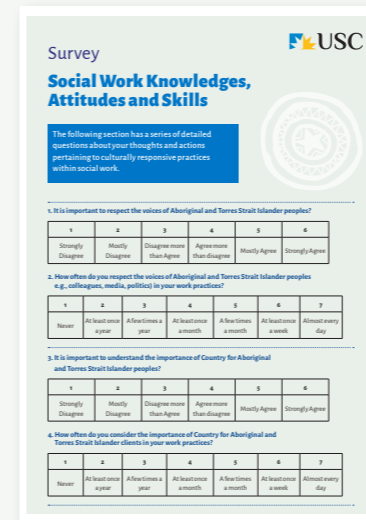 USC
Survey
Social Work Knowledges,
Attitudes and Skills
The following section has a series of detailed
questions about your thoughts and actions
pertaining to culturally responsive practices
within social work.
1. It is important to respect the voices of Aboriginal and Torres Strait Islander peoples?
1 2 3 4 5 6
Strongly Disagree Mostly Disagree Disagree more than Agree Agree more than disagree Mostly Agree Strongly Agree
2. How often do you respect the voices of Aboriginal and Torres Strait Islander peoples
e.g., colleagues, media, politics) in your work practices?
1 2 3 4 5 6 7
Never At least once a year A few times a year At least once a month A few times a month At least once a week Almost every day
3. It is important to understand the importance of Country for Aboriginal
and Torres Strait Islander peoples?
1 2 3 4 5 6
Strongly Disagree Mostly Disagree Disagree more than Agree Agree more than disagree Mostly Agree Strongly Agree
4. How often do you consider the importance of Country for Aboriginal and
Torres Strait Islander clients in your work practices?
1 2 3 4 5 6 7
Never At least once a year A few times a year At least once a month A few times a month At least once a week Almost every day